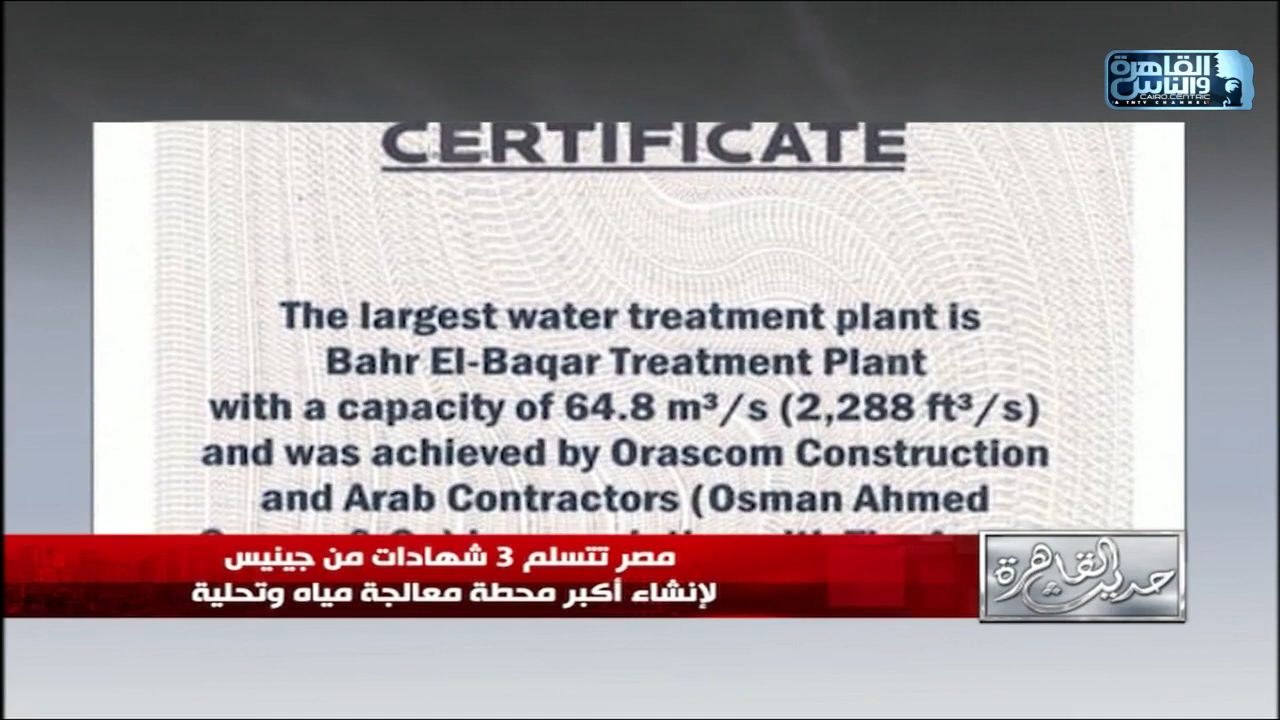 القاهرة
والناس
CAIRO.CENTRIC
A TNTV CHANNEL
CERTIFICATE
The largest water treatment plant is
Bahr El-Baqar Treatment Plant
with a capacity of 64.8 m³/s (2,288 ft³/s)
and was achieved by Orascom Construction
and Arab Contractors (Osman Ahmed
مصر تتسلم 3 شهادات من جينيس
لإنشاء أكبر محطة معالجة مياه وتحلية
حديث القاهرة